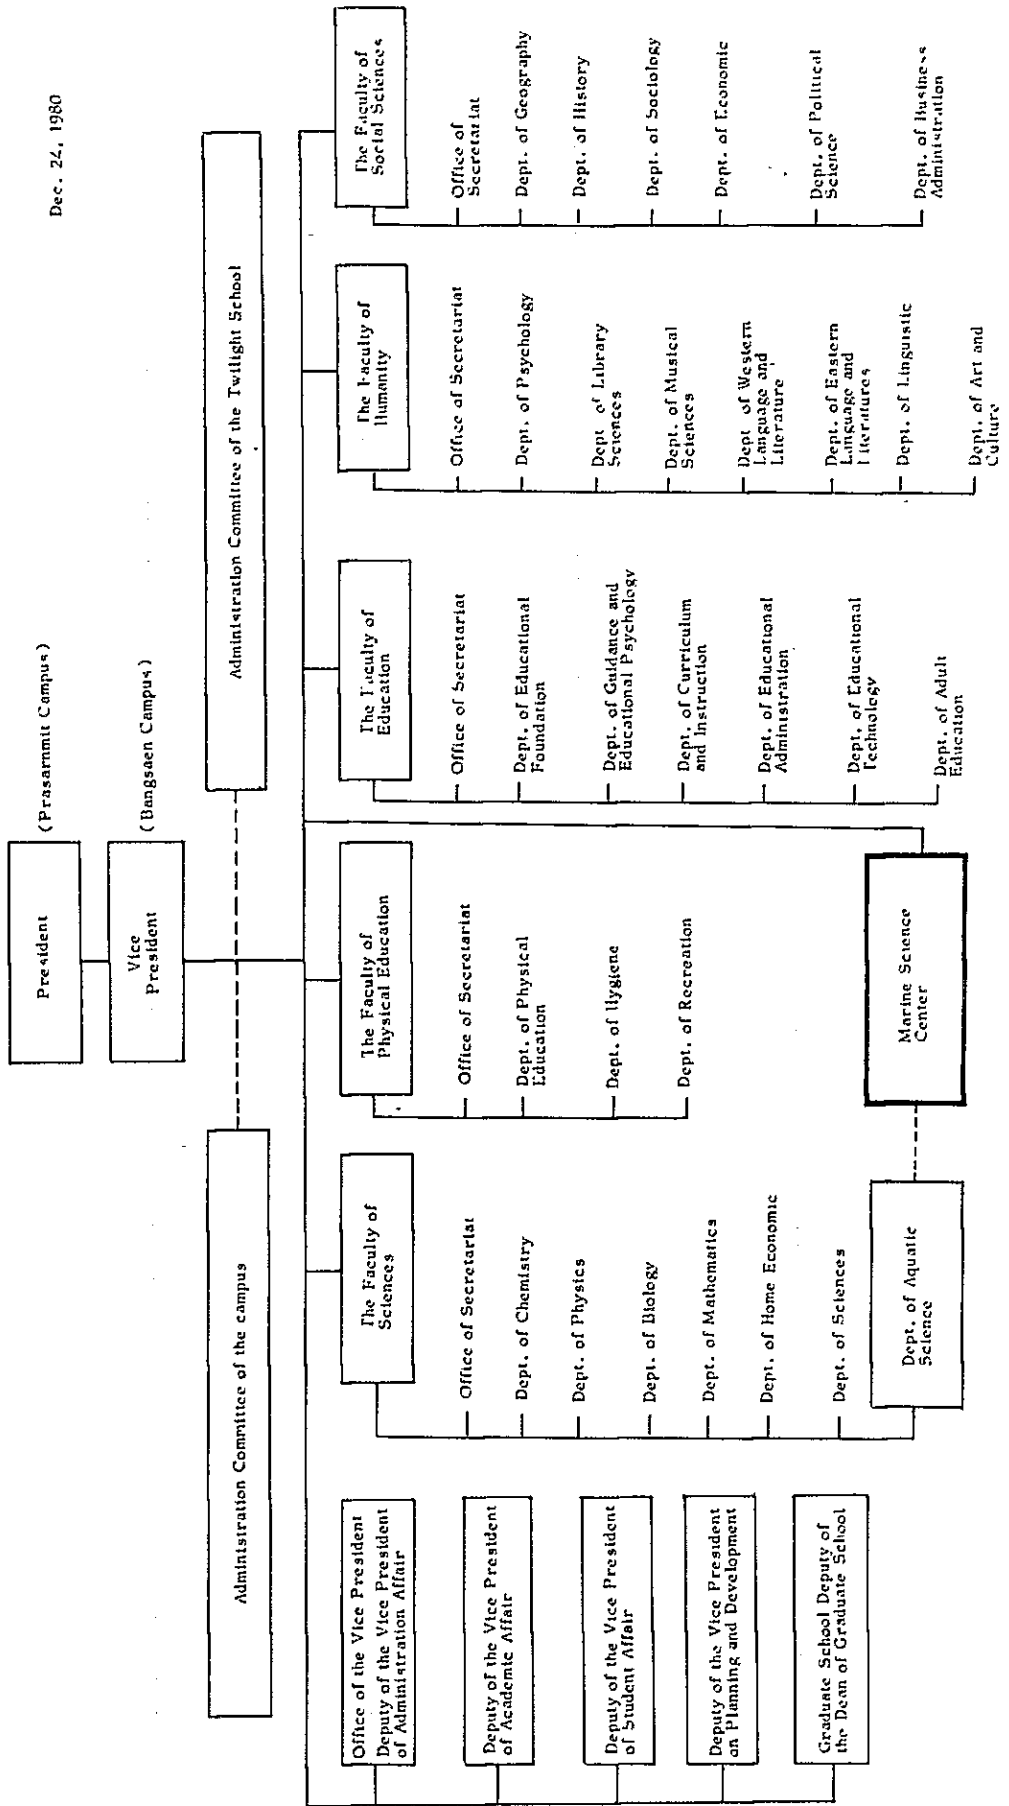 Dec. 24, 1980
President
(Prasarnmit Campus)
Vice
President
(Bangsaen Campus)
Administration Committee of the campus
Administration Committee of the Twilight School
Office of the Vice President
Deputy of the Vice President
of Administration Affair
Deputy of the Vice President
of Academic Affair
Deputy of the Vice President
of Student Affair
Deputy of the Vice President
on Planning and Development
Graduate School Deputy of
the Dean of Graduate School
The Faculty of
Sciences
Office of Secretariat
Dept. of Chemistry
Dept. of Physics
Dept. of Biology
Dept. of Mathematics
Dept. of Home Economic
Dept. of Sciences
Dept. of Aquatic
Science
The Faculty of
Physical Education
Office of Secretariat
Dept. of Physical
Education
Dept. of Hygiene
Dept. of Recreation
Marine Science
Center
The Faculty of
Education
Office of Secretariat
Dept. of Educational
Foundation
Dept. of Guidance and
Educational Psychology
Dept. of Curriculum
and Instruction
Dept. of Educational
Administration
Dept. of Educational
Technology
Dept. of Adult
Education
The Faculty of
Humanity
Office of Secretariat
Dept. of Psychology
Dept of Library
Sciences
Dept. of Musical
Sciences
Dept of Western
Language and
Literature
Dept. of Eastern
Language and
Literatures
Dept. of Linguistic
Dept. of Art and
Culture
The Faculty of
Social Sciences
Office of
Secretariat
Dept. of Geography
Dept. of History
Dept. of Sociology
Dept. of Economic
Dept. of Political
Science
Dept. of Business
Administration